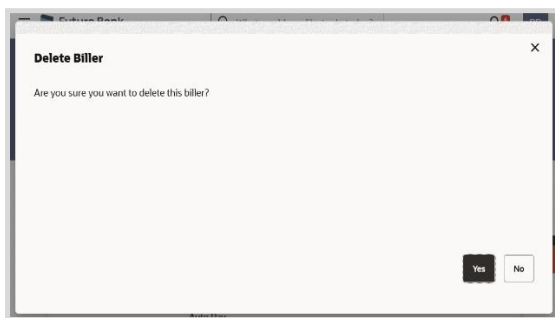 Future Bank
Delete Biller
Are you sure you want to delete this biller?
Yes
No